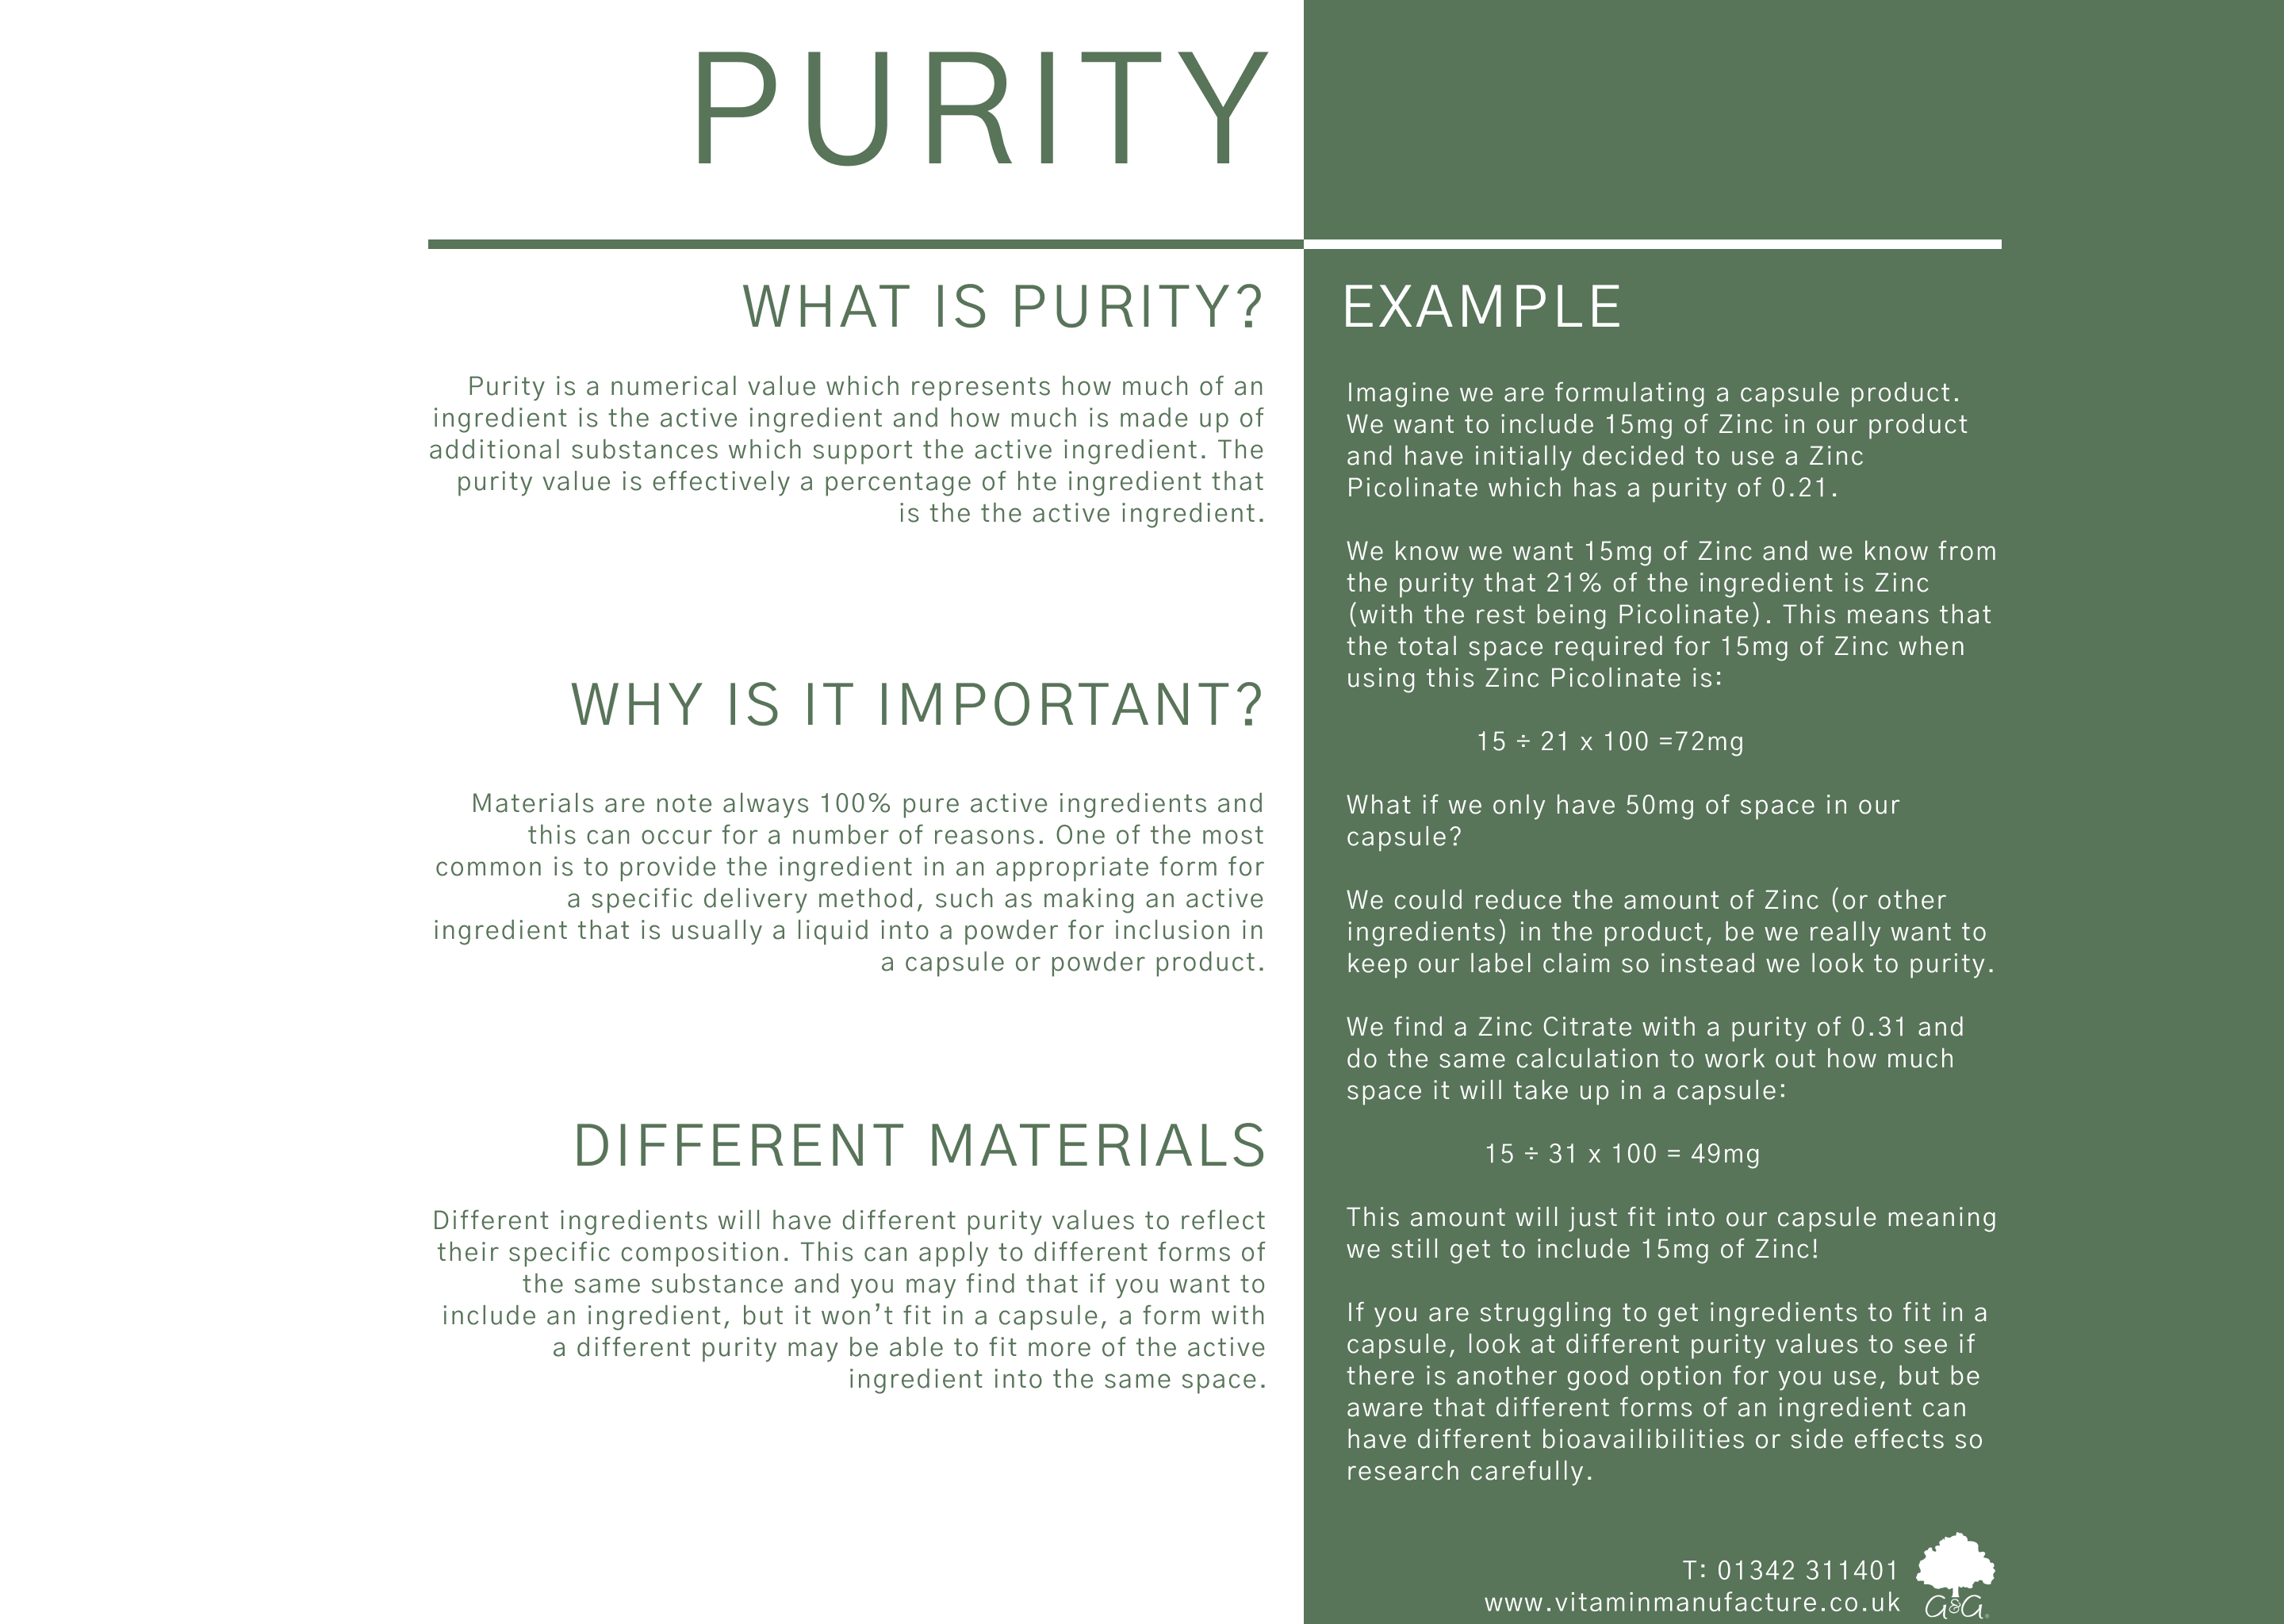 PURITY
WHAT IS PURITY?
Purity is a numerical value which represents how much of an
ingredient is the active ingredient and how much is made up of
additional substances which support the active ingredient. The
purity value is effectively a percentage of hte ingredient that
is the the active ingredient.
WHY IS IT IMPORTANT?
Materials are note always 100% pure active ingredients and
this can occur for a number of reasons. One of the most
common is to provide the ingredient in an appropriate form for
a specific delivery method, such as making an active
ingredient that is usually a liquid into a powder for inclusion in
a capsule or powder product.
DIFFERENT MATERIALS
Different ingredients will have different purity values to reflect
their specific composition. This can apply to different forms of
the same substance and you may find that if you want to
include an ingredient, but it won’t fit in a capsule, a form with
a different purity may be able to fit more of the active
ingredient into the same space.
EXAMPLE
Imagine we are formulating a capsule product.
We want to include 15mg of Zinc in our product
and have initially decided to use a Zinc
Picolinate which has a purity of 0.21.
We know we want 15mg of Zinc and we know from
the purity that 21% of the ingredient is Zinc
(with the rest being Picolinate). This means that
the total space required for 15mg of Zinc when
using this Zinc Picolinate is:
15 ÷ 21 x 100 =72mg
What if we only have 50mg of space in our
capsule?
We could reduce the amount of Zinc (or other
ingredients) in the product, be we really want to
keep our label claim so instead we look to purity.
We find a Zinc Citrate with a purity of 0.31 and
do the same calculation to work out how much
space it will take up in a capsule:
15 ÷ 31 x 100 = 49mg
This amount will just fit into our capsule meaning
we still get to include 15mg of Zinc!
If you are struggling to get ingredients to fit in a
capsule, look at different purity values to see if
there is another good option for you use, but be
aware that different forms of an ingredient can
have different bioavailibilities or side effects so
research carefully.
T: 01342 311401
www.vitaminmanufacture.co.uk
G&G®